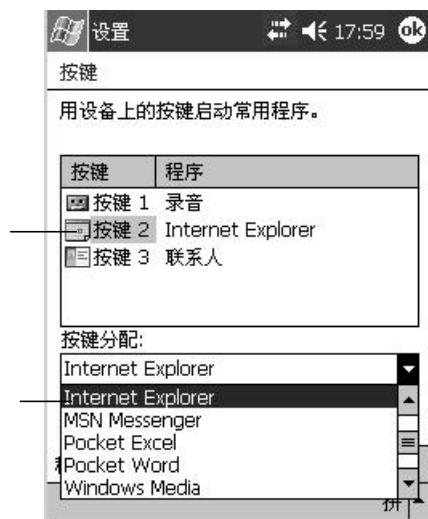 设置 17:59 ok
按键
用设备上的按键启动常用程序。
按键 程序
按键 1 录音
按键 2 Internet Explorer
按键 3 联系人
按键分配:
Internet Explorer
Internet Explorer
MSN Messenger
Pocket Excel
Pocket Word
Windows Media
拼